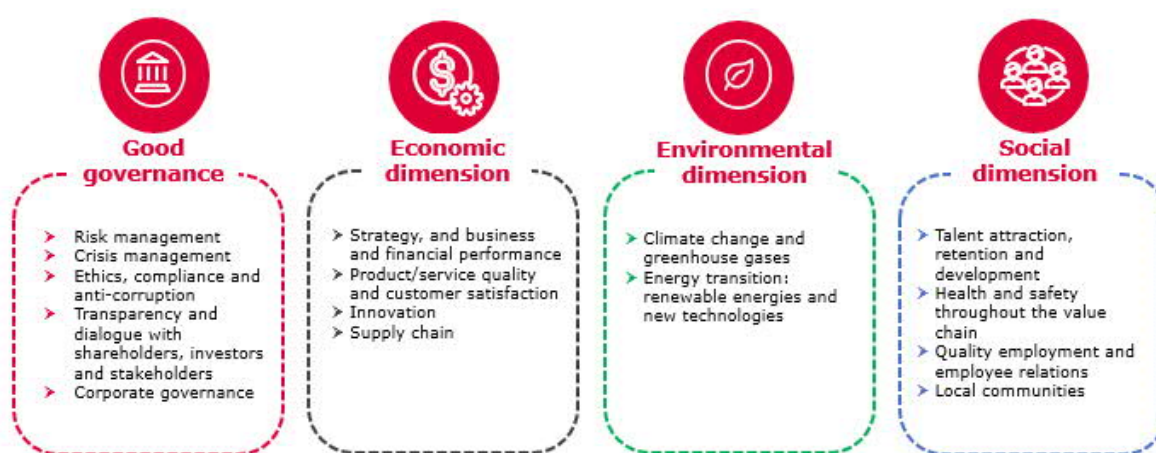 Good
governance
Risk management
Crisis management
Ethics, compliance and
anti-corruption
Transparency and
dialogue with
shareholders, investors
and stakeholders
Corporate governance
Economic
dimension
Strategy, and business
and financial performance
Product/service quality
and customer satisfaction
Innovation
Supply chain
Environmental
dimension
Climate change and
greenhouse gases
Energy transition:
renewable energies and
new technologies
Social
dimension
Talent attraction,
retention and
development
Health and safety
throughout the value
chain
Quality employment and
employee relations
Local communities